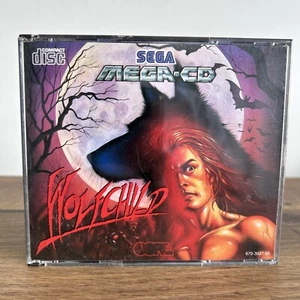 COMPACT
disc
SEGA
MEGA-CD
WOLFCHILD